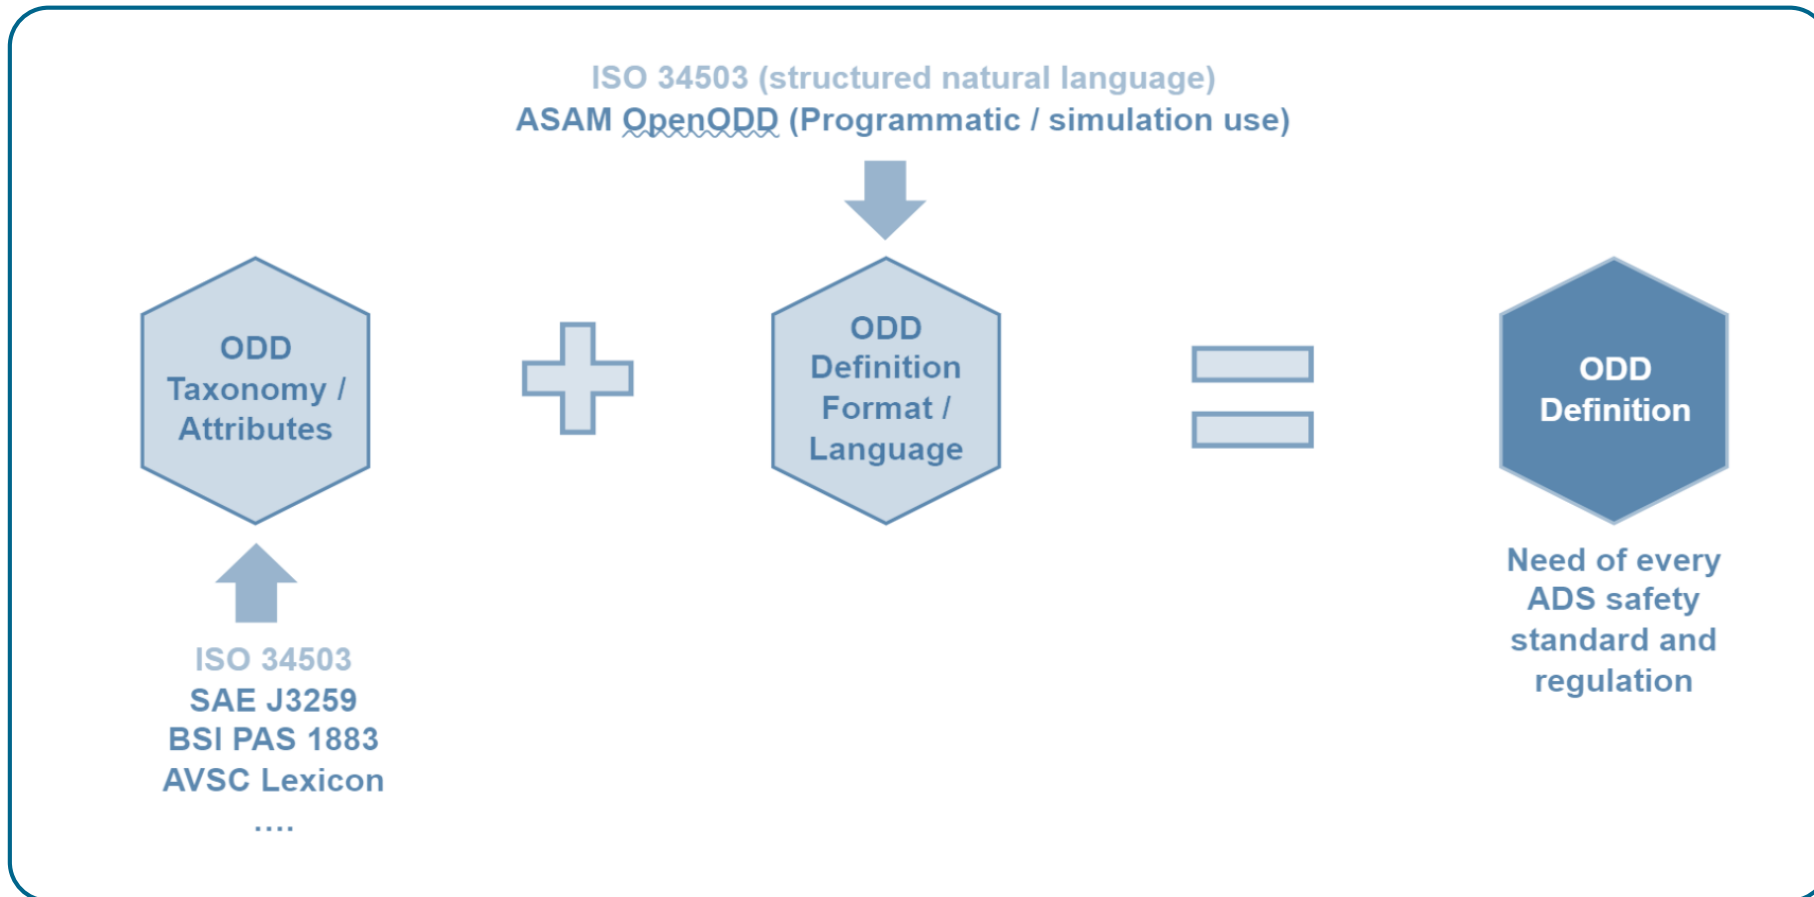 ISO 34503 (structured natural language)
ASAM OpenODD (Programmatic / simulation use)
ODD
Taxonomy /
Attributes
ODD
Definition
Format /
Language
ODD
Definition
ISO 34503
SAE J3259
BSI PAS 1883
AVSC Lexicon
....
Need of every
ADS safety
standard and
regulation